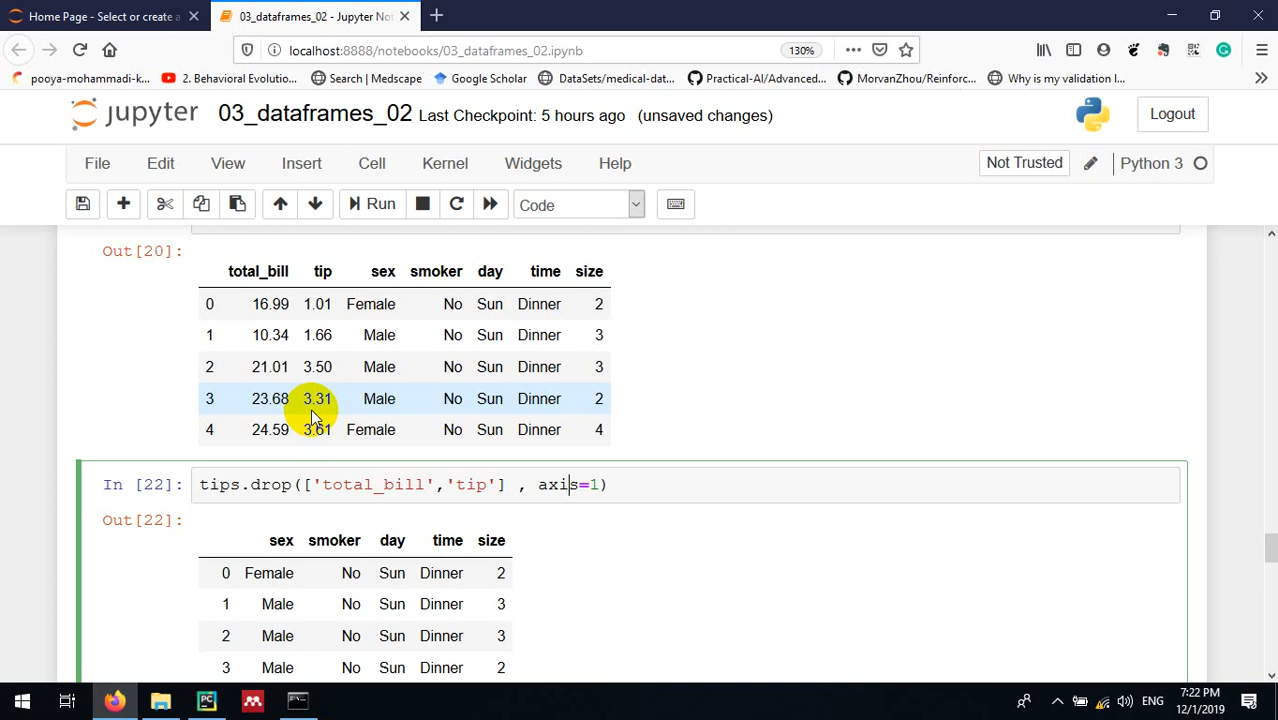 Home Page - Select or create a
03_dataframes_02 - Jupyter Not
localhost:8888/notebooks/03_dataframes_02.ipynb
130%
pooya-mohammadi-k...
2. Behavioral Evolutio...
Search | Medscape
Google Scholar
DataSets/medical-dat...
Practical-AI/Advanced...
MorvanZhou/Reinforc...
Why is my validation l...
jupyter
03_dataframes_02 Last Checkpoint: 5 hours ago (unsaved changes)
Logout
File Edit View Insert Cell Kernel Widgets Help
Not Trusted
Python 3
Run
Code
Out[20]:
total_bill tip sex smoker day time size
0 16.99 1.01 Female No Sun Dinner 2
1 10.34 1.66 Male No Sun Dinner 3
2 21.01 3.50 Male No Sun Dinner 3
3 23.68 3.31 Male No Sun Dinner 2
4 24.59 3.61 Female No Sun Dinner 4
In [22]: tips.drop(['total_bill','tip'] , axis=1)
Out[22]:
sex smoker day time size
0 Female No Sun Dinner 2
1 Male No Sun Dinner 3
2 Male No Sun Dinner 3
3 Male No Sun Dinner 2
ENG
7:22 PM
12/1/2019